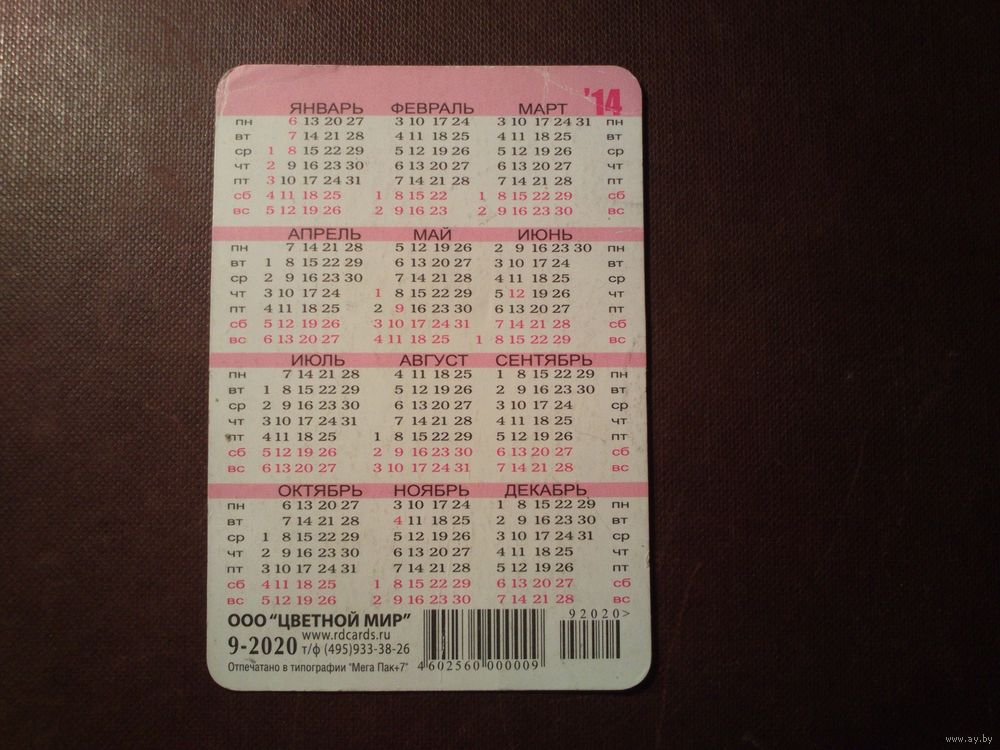 '14
ЯНВАРЬ ФЕВРАЛЬ МАРТ
пн 6 13 20 27 3 10 17 24 3 10 17 24 31 пн
вт 7 14 21 28 4 11 18 25 4 11 18 25 вт
ср 1 8 15 22 29 5 12 19 26 5 12 19 26 ср
чт 2 9 16 23 30 6 13 20 27 6 13 20 27 чт
пт 3 10 17 24 31 7 14 21 28 7 14 21 28 пт
сб 4 11 18 25 1 8 15 22 1 8 15 22 29 сб
вс 5 12 19 26 2 9 16 23 2 9 16 23 30 вс
АПРЕЛЬ МАЙ ИЮНЬ
пн 7 14 21 28 5 12 19 26 2 9 16 23 30 пн
вт 1 8 15 22 29 6 13 20 27 3 10 17 24 вт
ср 2 9 16 23 30 7 14 21 28 4 11 18 25 ср
чт 3 10 17 24 1 8 15 22 29 5 12 19 26 чт
пт 4 11 18 25 2 9 16 23 30 6 13 20 27 пт
сб 5 12 19 26 3 10 17 24 31 7 14 21 28 сб
вс 6 13 20 27 4 11 18 25 1 8 15 22 29 вс
ИЮЛЬ АВГУСТ СЕНТЯБРЬ
пн 7 14 21 28 4 11 18 25 1 8 15 22 29 пн
вт 1 8 15 22 29 5 12 19 26 2 9 16 23 30 вт
ср 2 9 16 23 30 6 13 20 27 3 10 17 24 ср
чт 3 10 17 24 31 7 14 21 28 4 11 18 25 чт
пт 4 11 18 25 1 8 15 22 29 5 12 19 26 пт
сб 5 12 19 26 2 9 16 23 30 6 13 20 27 сб
вс 6 13 20 27 3 10 17 24 31 7 14 21 28 вс
ОКТЯБРЬ НОЯБРЬ ДЕКАБРЬ
пн 6 13 20 27 3 10 17 24 1 8 15 22 29 пн
вт 7 14 21 28 4 11 18 25 2 9 16 23 30 вт
ср 1 8 15 22 29 5 12 19 26 3 10 17 24 31 ср
чт 2 9 16 23 30 6 13 20 27 4 11 18 25 чт
пт 3 10 17 24 31 7 14 21 28 5 12 19 26 пт
сб 4 11 18 25 1 8 15 22 29 6 13 20 27 сб
вс 5 12 19 26 2 9 16 23 30 7 14 21 28 вс
ООО "ЦВЕТНОЙ МИР" 92020>
www.rdcards.ru
9-2020 т/ф (495)933-38-26
Отпечатано в типографии "Мега Пак+7" 4 602560 000009
www.ay.by